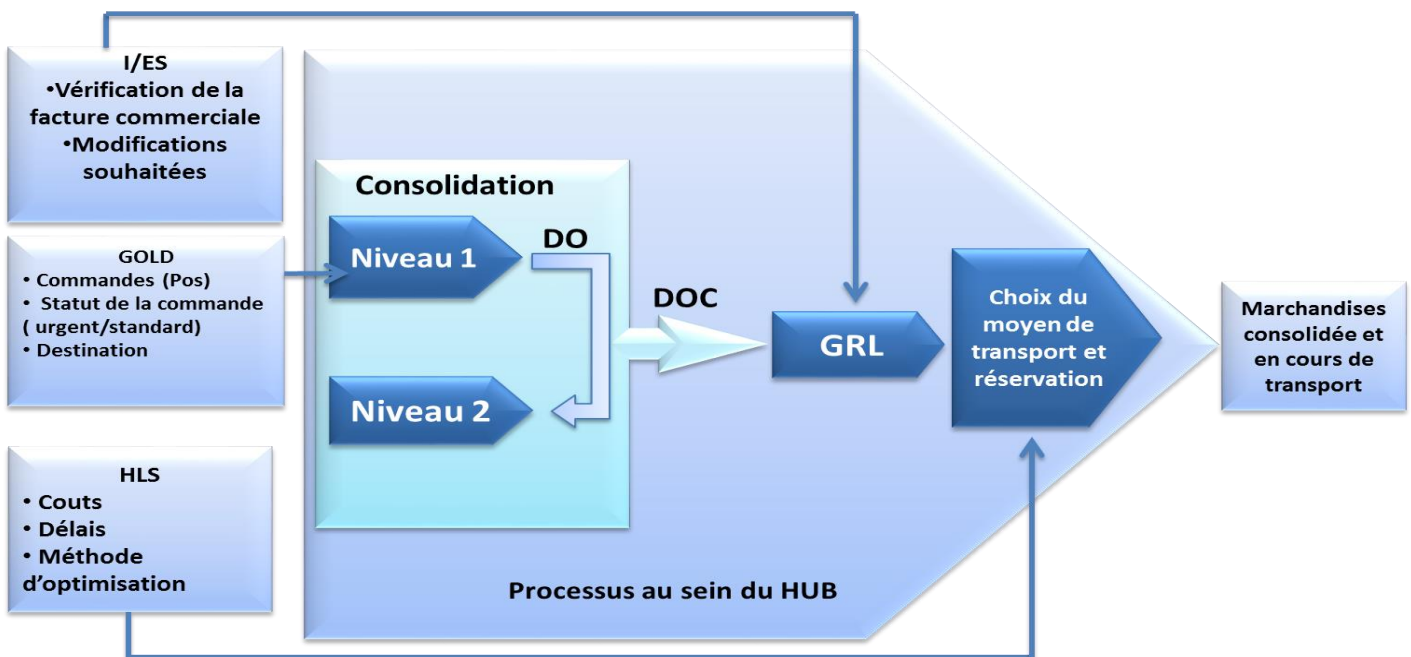 I/ES
•Vérification de la
facture commerciale
•Modifications
souhaitées
GOLD
• Commandes (Pos)
• Statut de la commande
( urgent/standard)
• Destination
HLS
• Couts
• Délais
• Méthode
d'optimisation
Consolidation
Niveau 1
DO
Niveau 2
DOC
GRL
Choix du
moyen de
transport et
réservation
Processus au sein du HUB
Marchandises
consolidée et
en cours de
transport